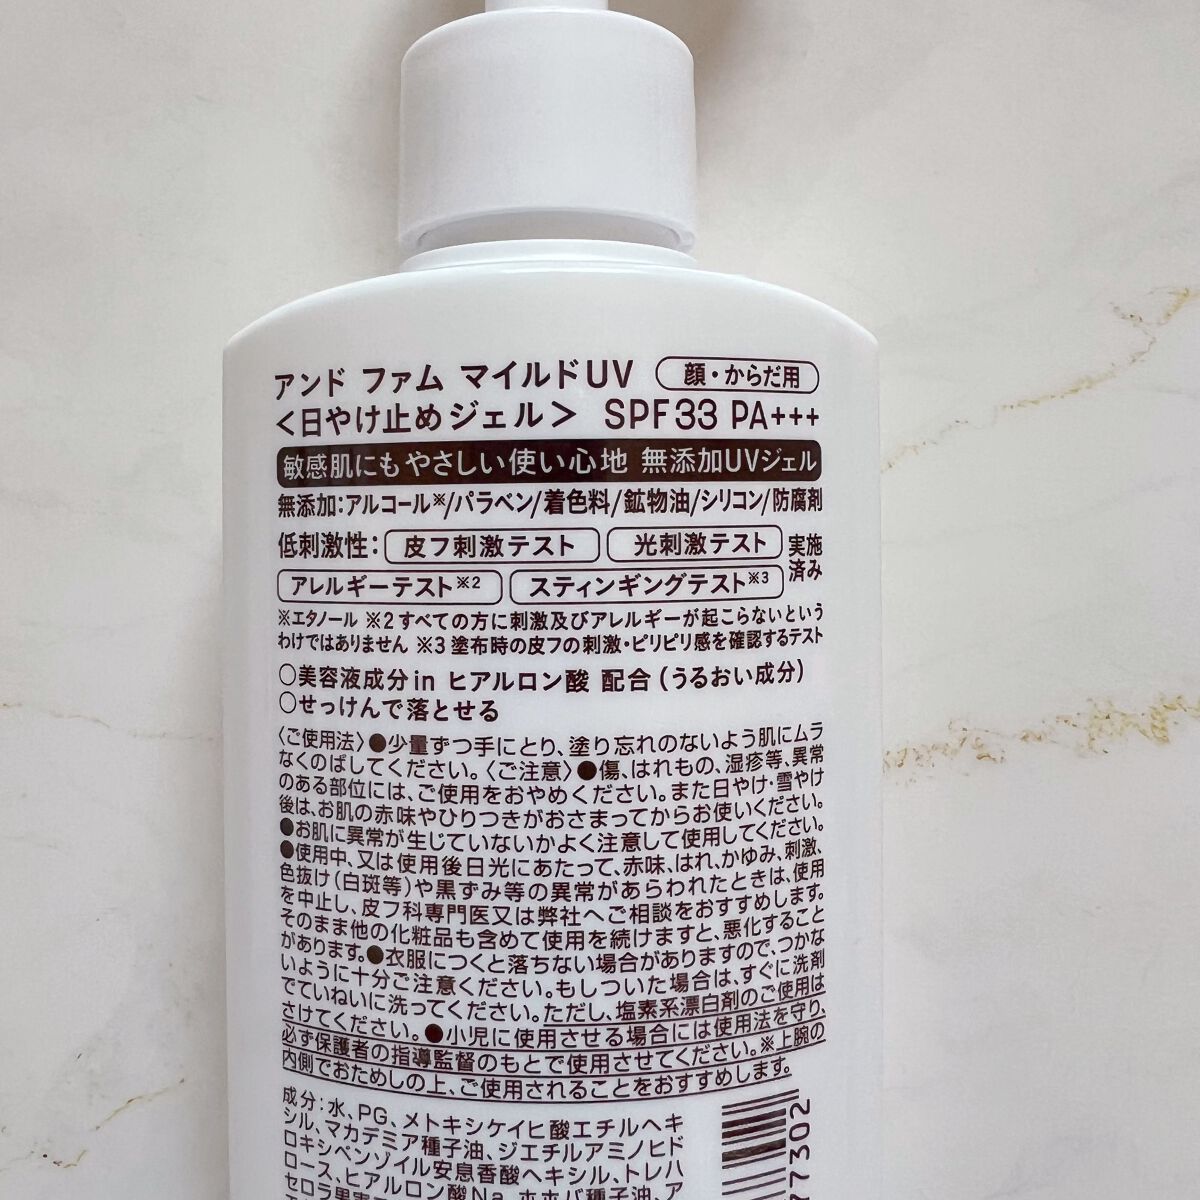 アンド ファム マイルドUV 顔・からだ用
<日やけ止めジェル> SPF33 PA+++
敏感肌にもやさしい使い心地 無添加UVジェル
無添加:アルコール※/パラベン/着色料/鉱物油/シリコン/防腐剤
低刺激性: 皮フ刺激テスト 光刺激テスト 実施済み
アレルギーテスト※2 スティンギングテスト※3
※エタノール ※2すべての方に刺激及びアレルギーが起こらないという
わけではありません ※3 塗布時の皮フの刺激・ピリピリ感を確認するテスト
○美容液成分in ヒアルロン酸 配合(うるおい成分)
○せっけんで落とせる
〈ご使用法〉●少量ずつ手にとり、塗り忘れのないよう肌にムラ
なくのばしてください。〈ご注意〉●傷、はれもの、湿疹等、異常
のある部位には、ご使用をおやめください。また日やけ・雪やけ
後は、お肌の赤味やひりつきがおさまってからお使いください。
●お肌に異常が生じていないかよく注意して使用してください。
●使用中、又は使用後日光にあたって、赤味、はれ、かゆみ、刺激、
色抜け(白斑等)や黒ずみ等の異常があらわれたときは、使用
を中止し、皮フ科専門医又は弊社へご相談をおすすめします。
そのまま他の化粧品も含めて使用を続けますと、悪化すること
があります。●衣服につくと落ちない場合がありますので、つかな
いように十分ご注意ください。もしついた場合は、すぐに洗剤
でていねいに洗ってください。ただし、塩素系漂白剤のご使用は
さけてください。●小児に使用させる場合には使用法を守り、
必ず保護者の指導監督のもとで使用させてください。※上腕の
内側でおためしの上、ご使用されることをおすすめします。
成分:水、PG、メトキシケイヒ酸エチルヘキ
シル、マカデミア種子油、ジエチルアミノヒド
ロキシベンゾイル安息香酸ヘキシル、トレハ
ロース、ヒアルロン酸Na、ホホバ種子油、ア
セロラ果実
77302